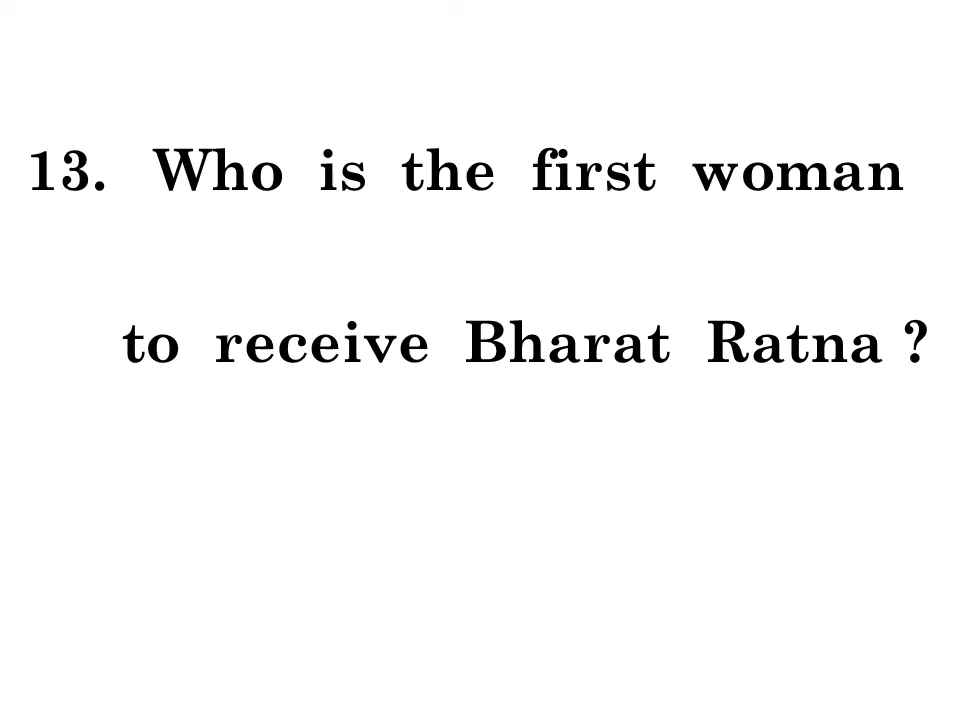 13. Who is the first woman
to receive Bharat Ratna ?